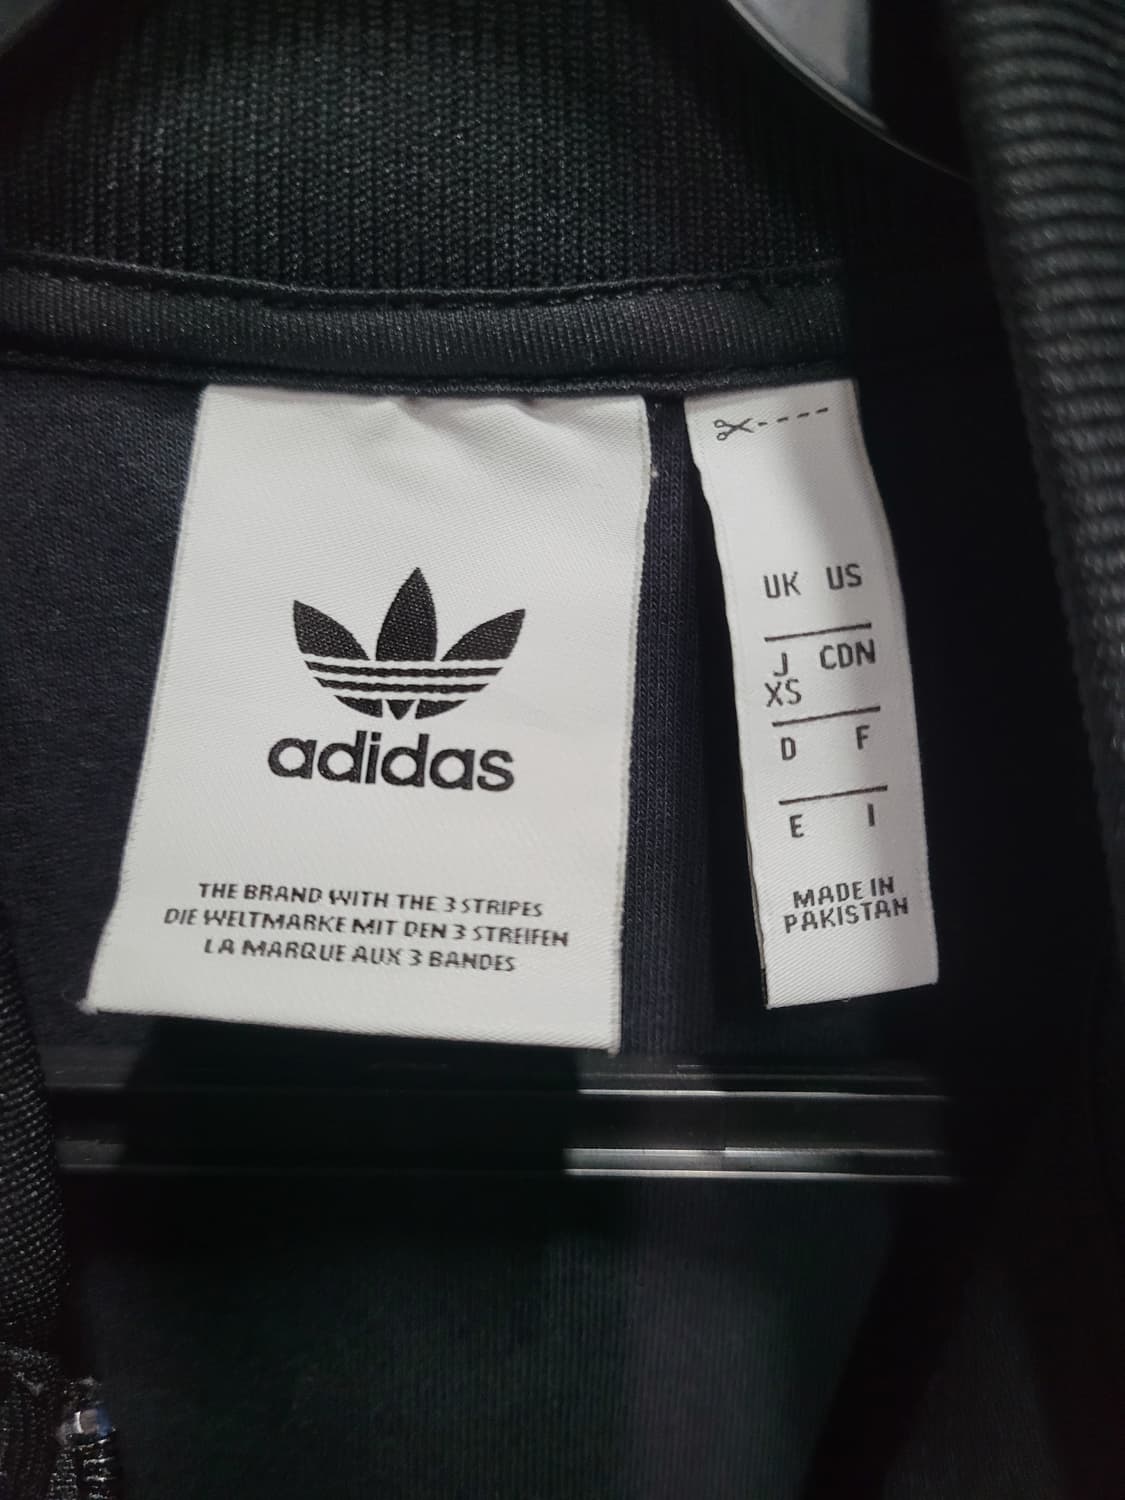 adidas
THE BRAND WITH THE 3 STRIPES
DIE WELTMARKE MIT DEN 3 STREIFEN
LA MARQUE AUX 3 BANDES
UK US
J CDN
XS
D F
E I
MADE IN
PAKISTAN